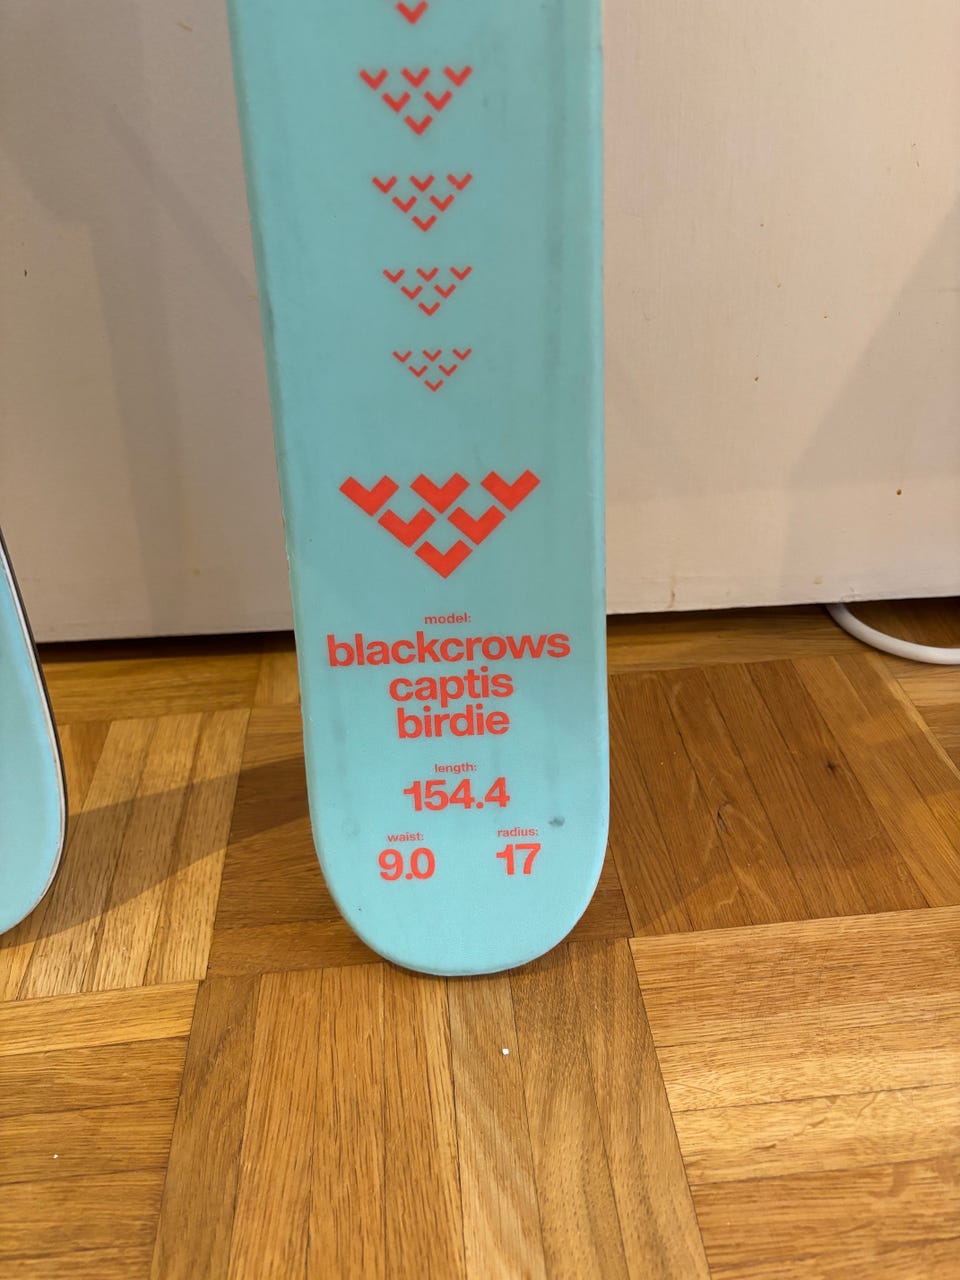 model:
blackcrows
captis
birdie
length:
154.4
waist: radius:
9.0 17